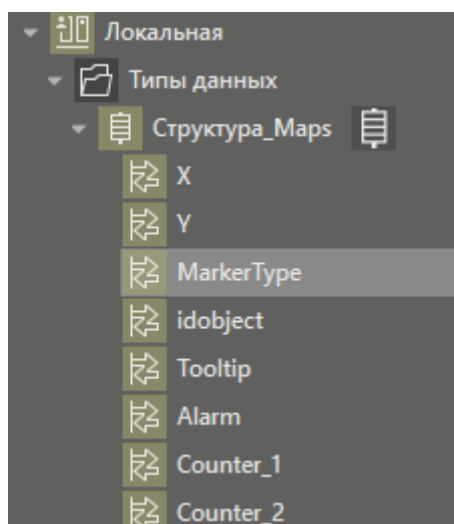 Локальная
Типы данных
Структура_Maps
X
Y
MarkerType
idobject
Tooltip
Alarm
Counter_1
Counter_2